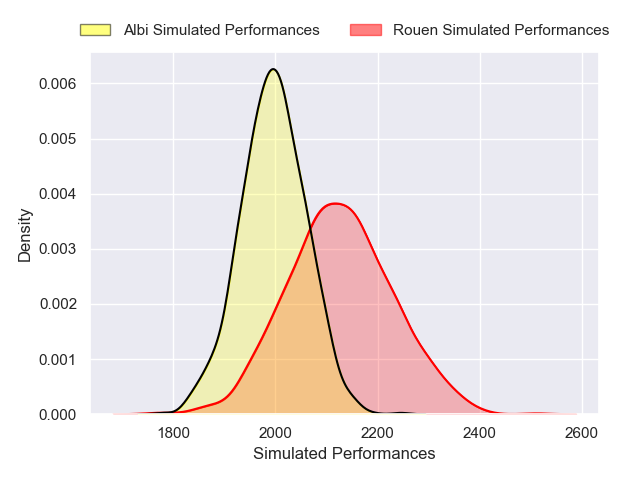 Albi Simulated Performances Rouen Simulated Performances
0.006
0.005
0.004
0.003
0.002
0.001
0.000
Density
1800 2000 2200 2400 2600
Simulated Performances